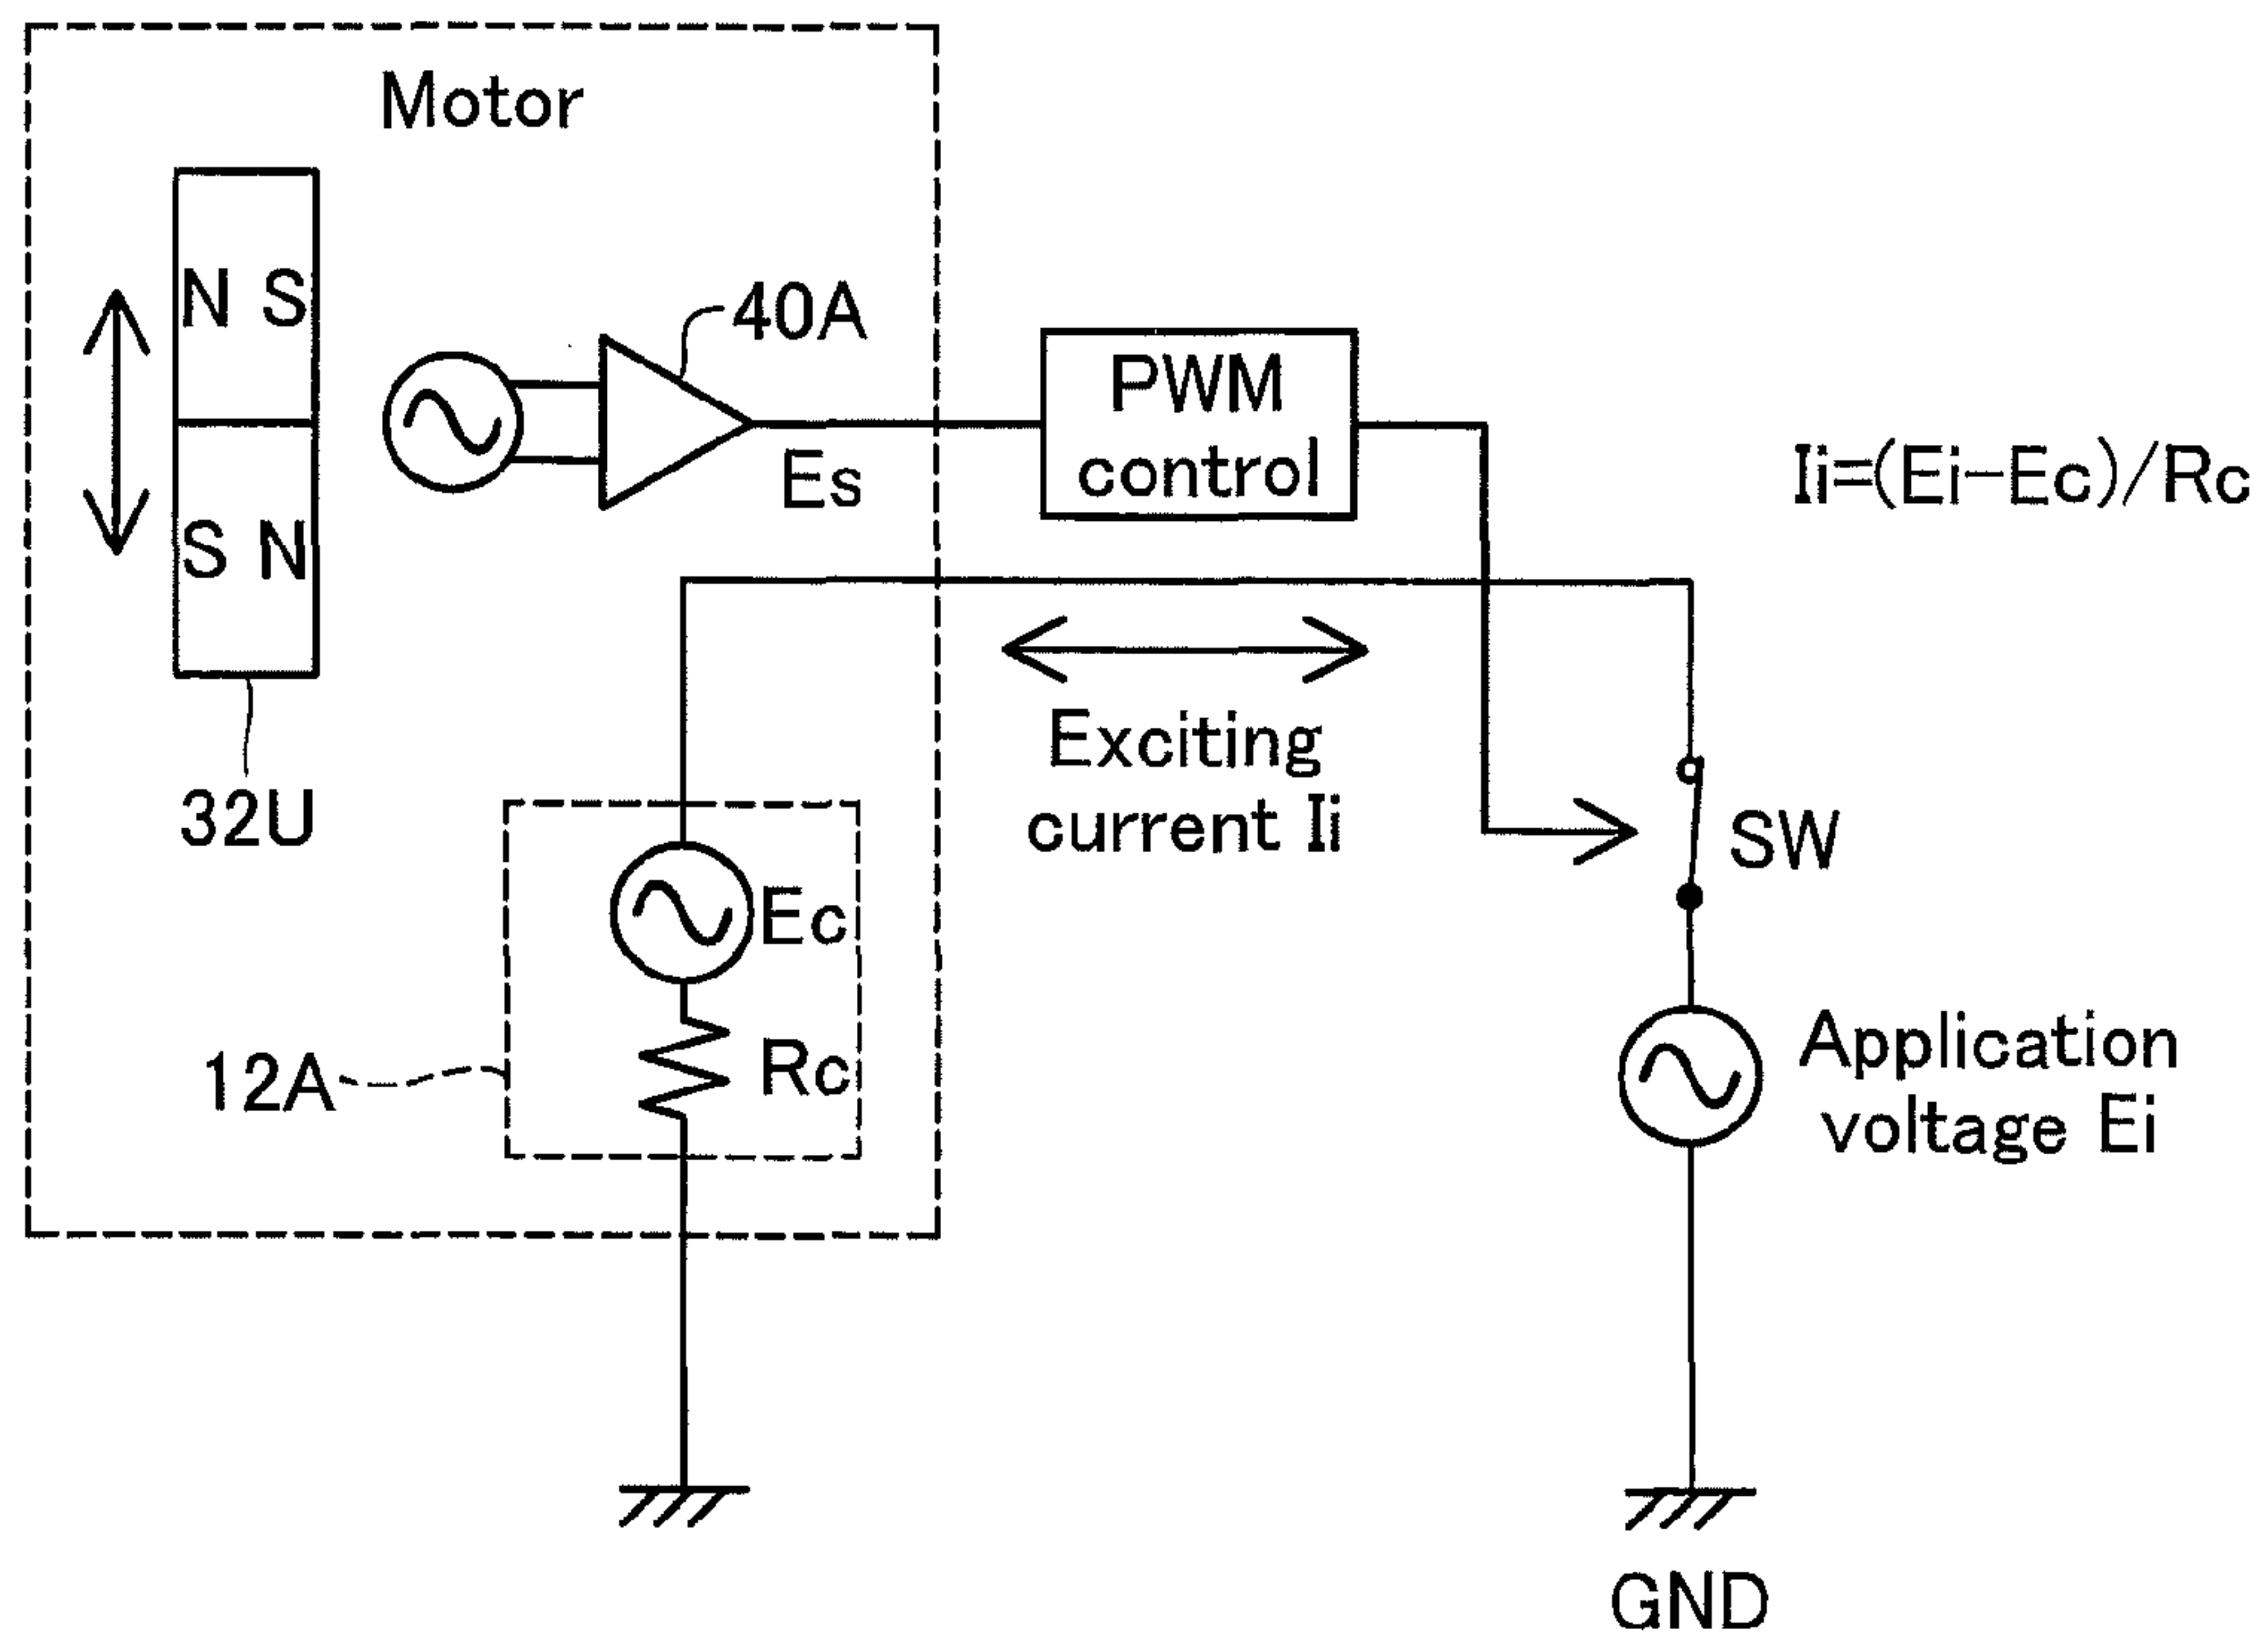 Motor
N S
S N
32U
40A
Es
PWM
control
Ii=(Ei-Ec)/Rc
Exciting
current Ii
SW
Ec
Rc
12A
Application
voltage Ei
GND